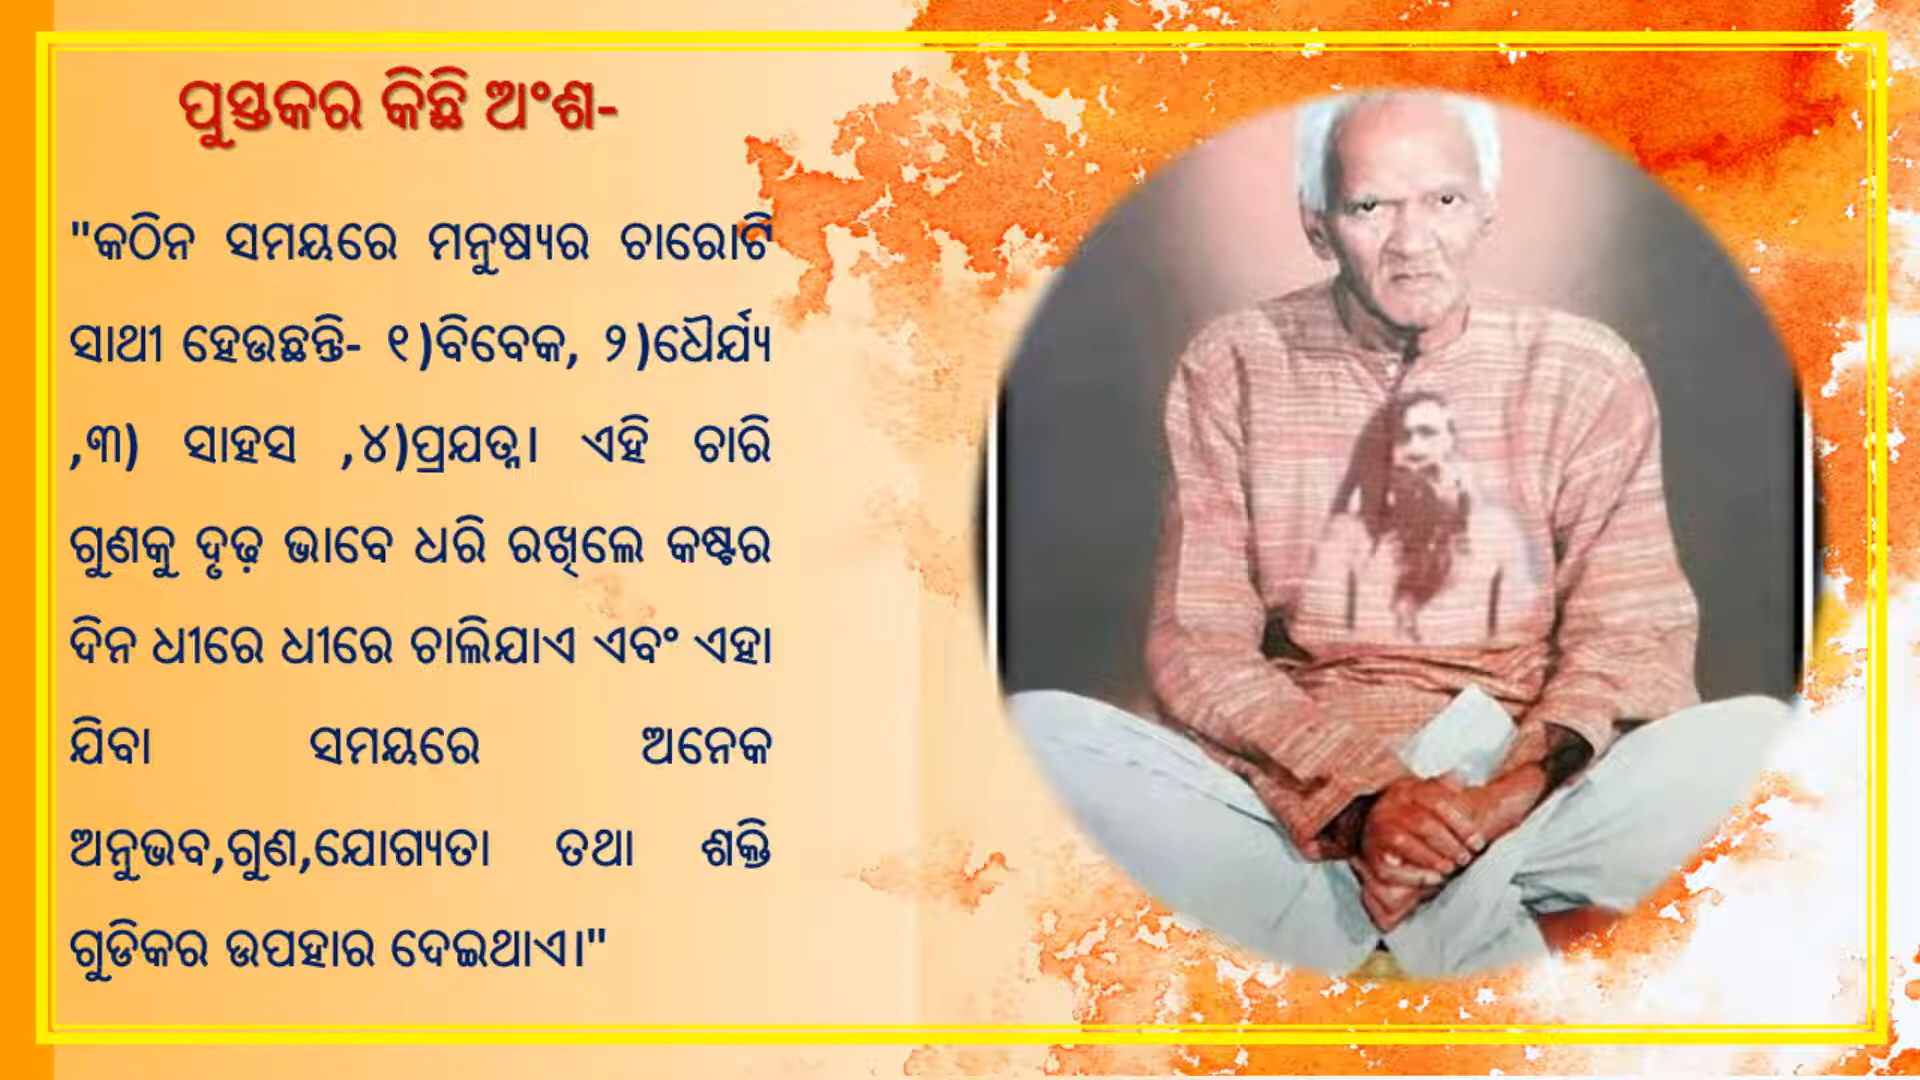 ପୁସ୍ତକର କିଛି ଅଂଶ-
"କଠିନ ସମୟରେ ମନୁଷ୍ୟର ଚାରୋଟି
ସାଥୀ ହେଉଛନ୍ତି- ୧)ବିବେକ, ୨)ଧୈର୍ଯ୍ୟ
,୩) ସାହସ ,୪)ପ୍ରଯତ୍ନ। ଏହି ଚାରି
ଗୁଣକୁ ଦୃଢ଼ ଭାବେ ଧରି ରଖିଲେ କଷ୍ଟର
ଦିନ ଧୀରେ ଧୀରେ ଚାଲିଯାଏ ଏବଂ ଏହା
ଯିବା ସମୟରେ ଅନେକ
ଅନୁଭବ,ଗୁଣ,ଯୋଗ୍ୟତା ତଥା ଶକ୍ତି
ଗୁଡିକର ଉପହାର ଦେଇଥାଏ।"